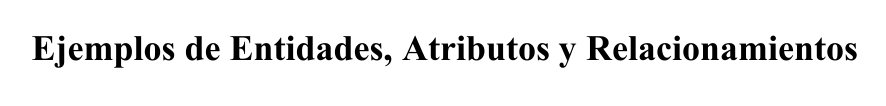 Ejemplos de Entidades, Atributos y Relacionamientos